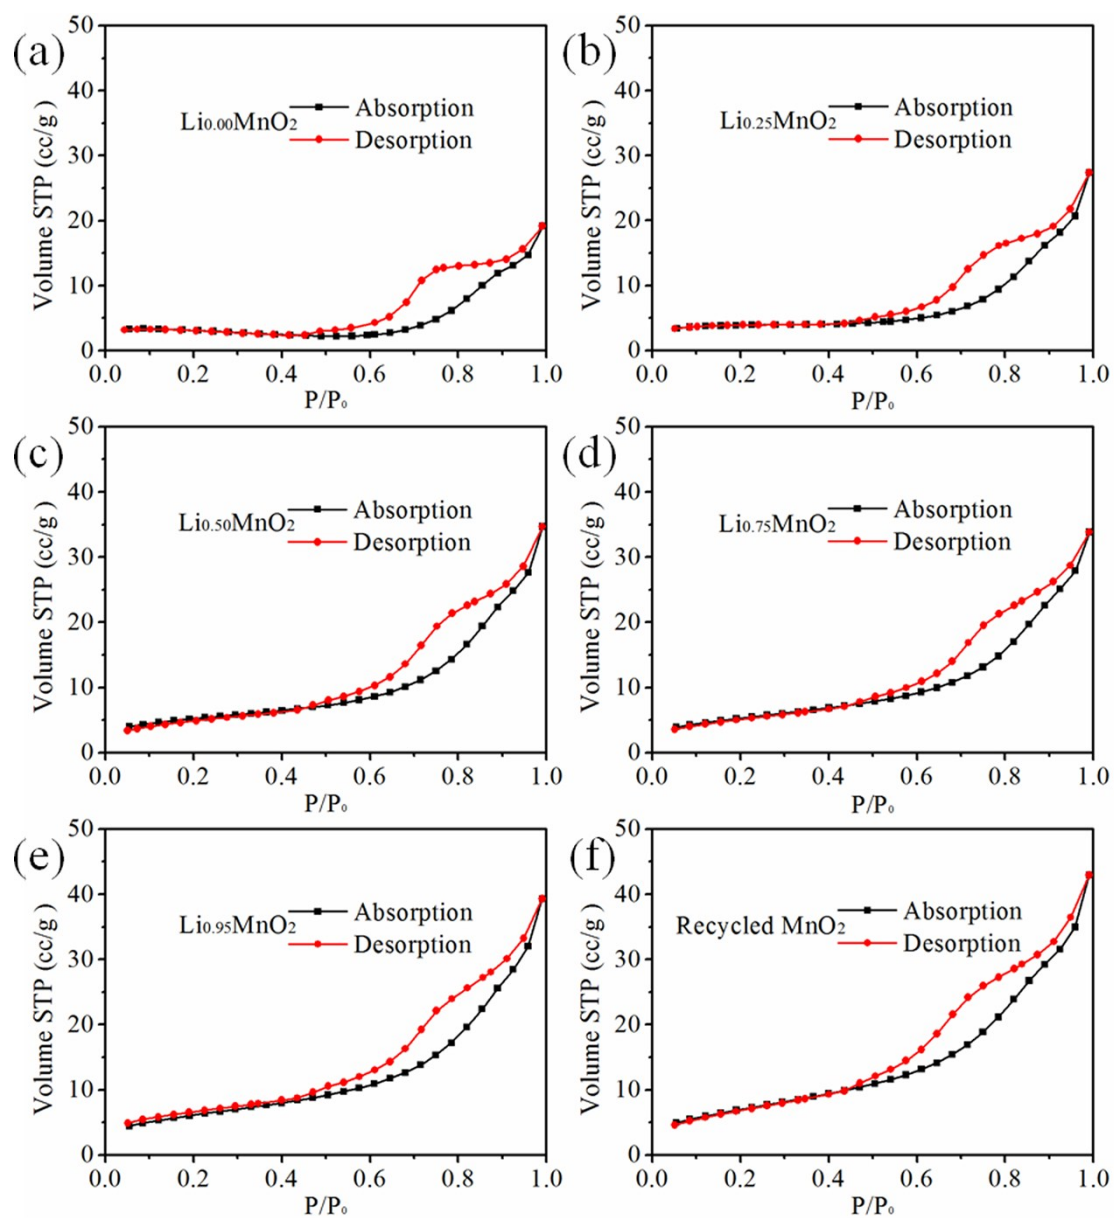 (a)
50
40
30
20
10
0
Volume STP (cc/g )
Li0.00MnO2
Absorption
Desorption
0.0 0.2 0.4 0.6 0.8 1.0
P/P0
(b)
50
40
30
20
10
0
Volume STP (cc/g )
Li0.25MnO2
Absorption
Desorption
0.0 0.2 0.4 0.6 0.8 1.0
P/P0
(c)
50
40
30
20
10
0
Volume STP (cc/g )
Li0.50MnO2
Absorption
Desorption
0.0 0.2 0.4 0.6 0.8 1.0
P/P0
(d)
50
40
30
20
10
0
Volume STP (cc/g )
Li0.75MnO2
Absorption
Desorption
0.0 0.2 0.4 0.6 0.8 1.0
P/P0
(e)
50
40
30
20
10
0
Volume STP (cc/g )
Li0.95MnO2
Absorption
Desorption
0.0 0.2 0.4 0.6 0.8 1.0
P/P0
(f)
50
40
30
20
10
0
Volume STP (cc/g )
Recycled MnO2
Absorption
Desorption
0.0 0.2 0.4 0.6 0.8 1.0
P/P0